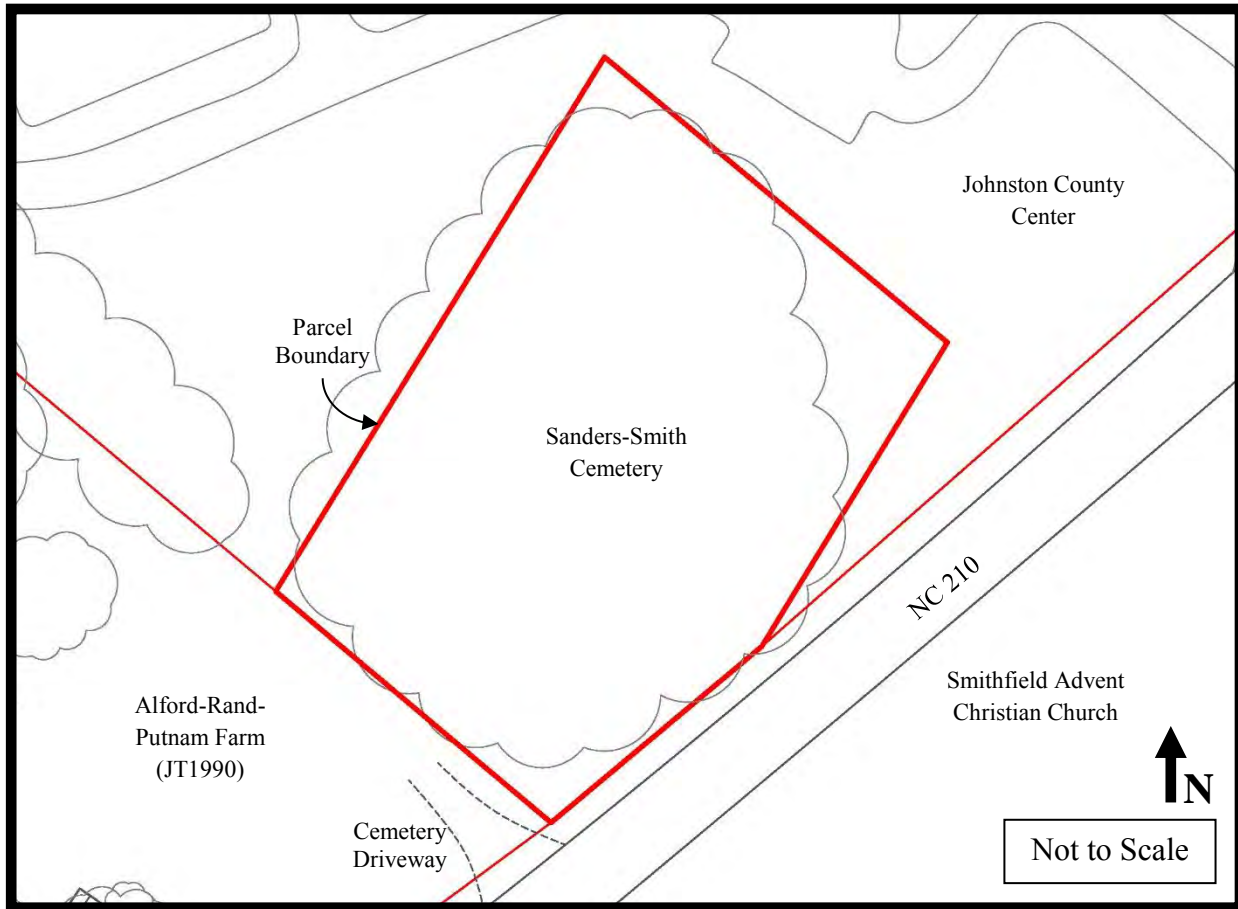 Johnston County
Center
Parcel
Boundary
Sanders-Smith
Cemetery
NC 210
Smithfield Advent
Christian Church
Alford-Rand-
Putnam Farm
(JT1990)
Cemetery
Driveway
N
Not to Scale